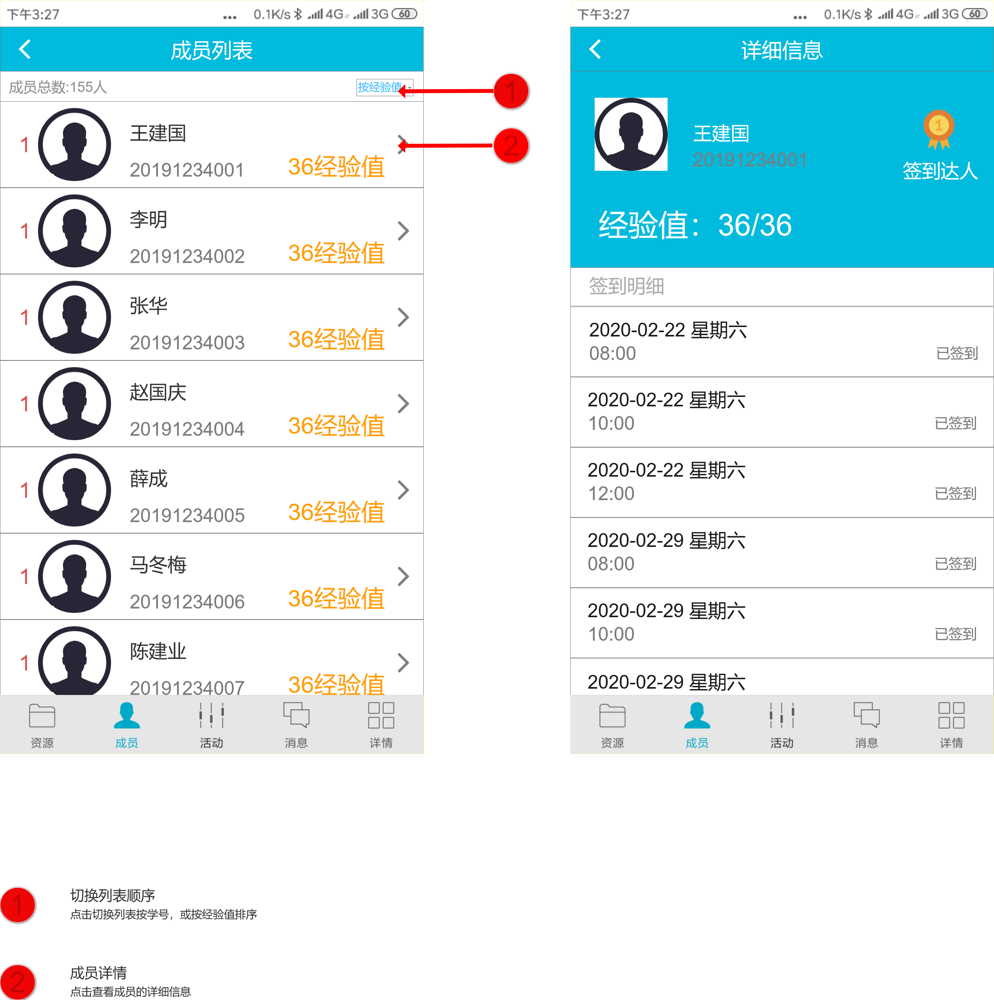 下午3:27 ... 0.1K/s 4G 3G 60
成员列表
成员总数:155人 按经验值
1
1 王建国
20191234001 36经验值
2
1 李明
20191234002 36经验值
1 张华
20191234003 36经验值
1 赵国庆
20191234004 36经验值
1 薛成
20191234005 36经验值
1 马冬梅
20191234006 36经验值
1 陈建业
20191234007 36经验值
资源 成员 活动 消息 详情
下午3:27 ... 0.1K/s 4G 3G 60
详细信息
王建国
20191234001
1
签到达人
经验值：36/36
签到明细
2020-02-22 星期六
08:00 已签到
2020-02-22 星期六
10:00 已签到
2020-02-22 星期六
12:00 已签到
2020-02-29 星期六
08:00 已签到
2020-02-29 星期六
10:00 已签到
2020-02-29 星期六
资源 成员 活动 消息 详情
1 切换列表顺序
点击切换列表按学号，或按经验值排序
2 成员详情
点击查看成员的详细信息